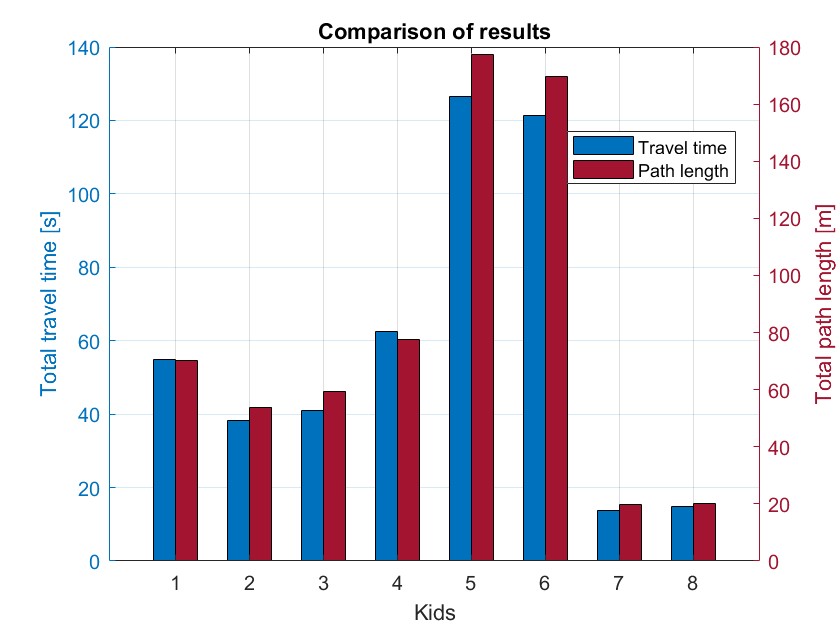 Comparison of results
Total travel time [s]
140
120
100
80
60
40
20
0
Travel time
Path length
180
160
140
120
100
80
60
40
20
0
Total path length [m]
1 2 3 4 5 6 7 8
Kids